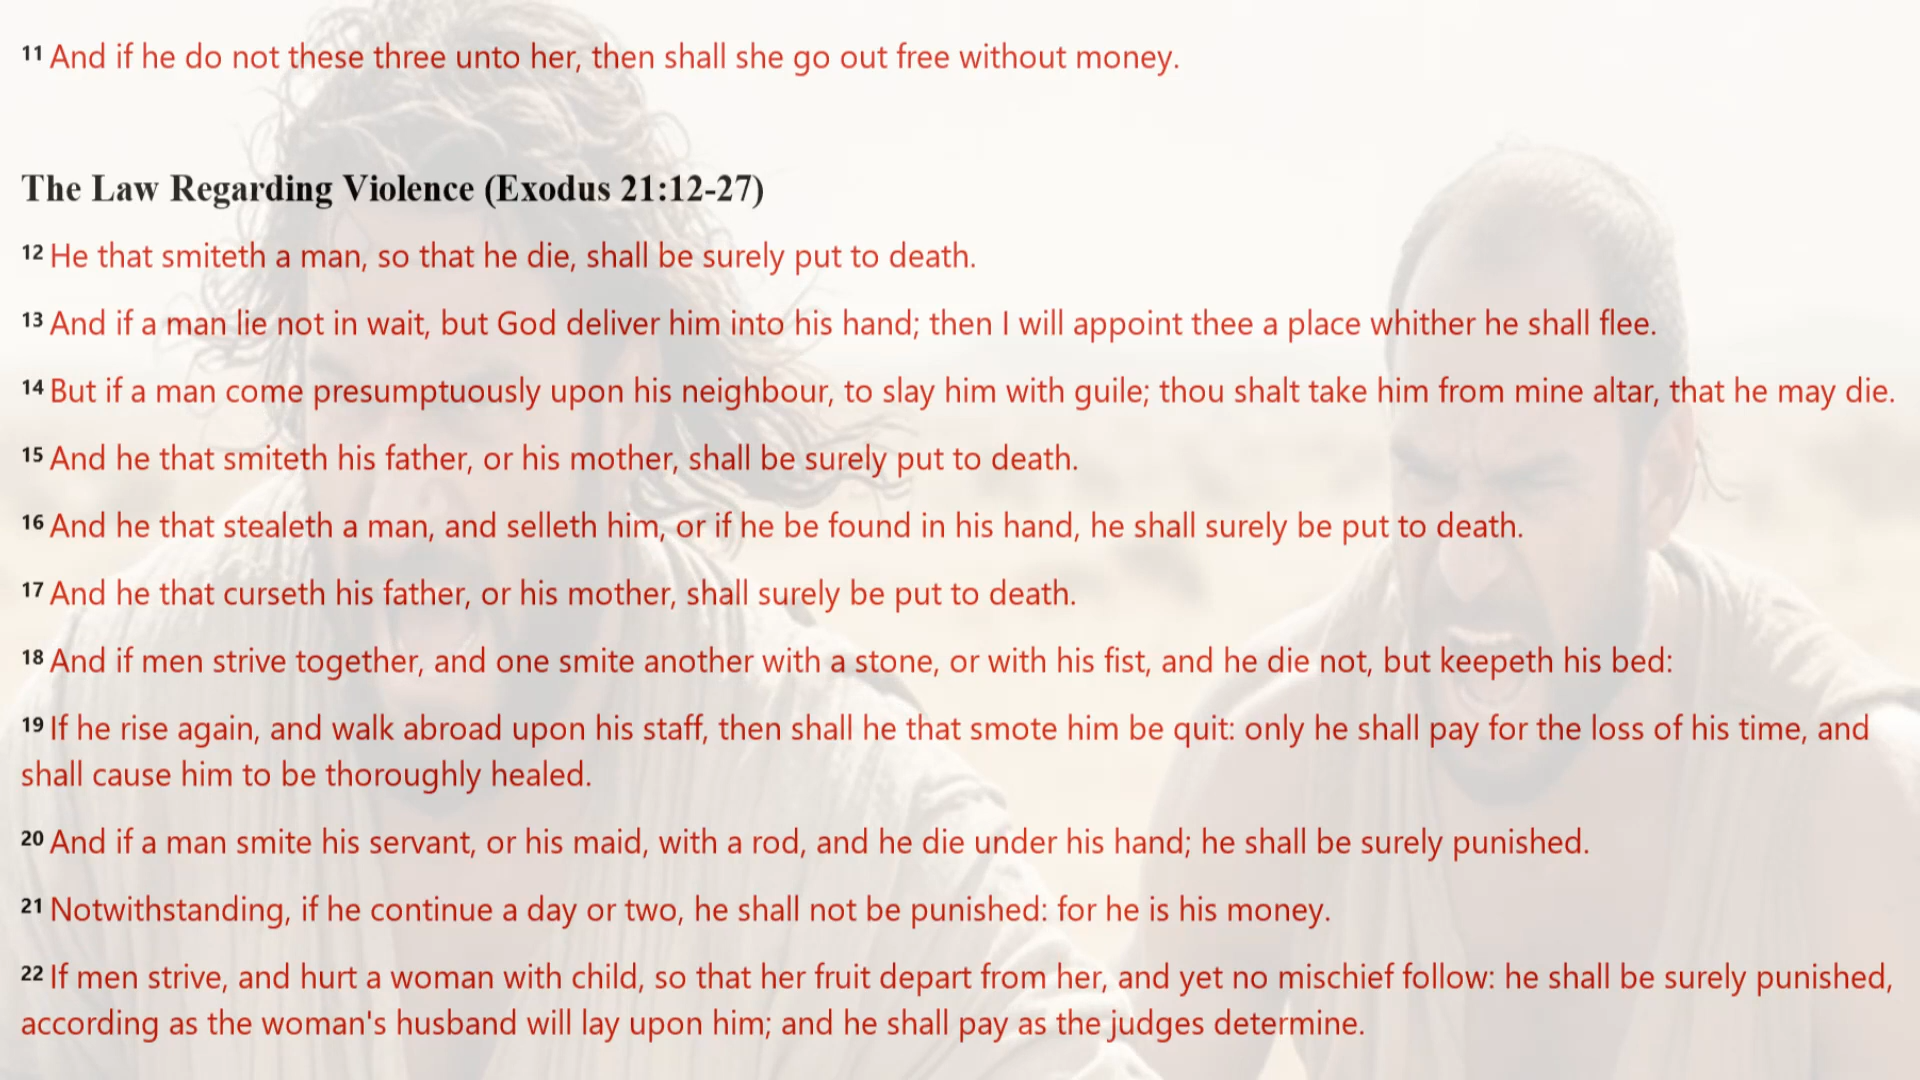 11 And if he do not these three unto her, then shall she go out free without money.
The Law Regarding Violence (Exodus 21:12-27)
12 He that smiteth a man, so that he die, shall be surely put to death.
13 And if a man lie not in wait, but God deliver him into his hand; then I will appoint thee a place whither he shall flee.
14 But if a man come presumptuously upon his neighbour, to slay him with guile; thou shalt take him from mine altar, that he may die.
15 And he that smiteth his father, or his mother, shall be surely put to death.
16 And he that stealeth a man, and selleth him, or if he be found in his hand, he shall surely be put to death.
17 And he that curseth his father, or his mother, shall surely be put to death.
18 And if men strive together, and one smite another with a stone, or with his fist, and he die not, but keepeth his bed:
19 If he rise again, and walk abroad upon his staff, then shall he that smote him be quit: only he shall pay for the loss of his time, and
shall cause him to be thoroughly healed.
20 And if a man smite his servant, or his maid, with a rod, and he die under his hand; he shall be surely punished.
21 Notwithstanding, if he continue a day or two, he shall not be punished: for he is his money.
22 If men strive, and hurt a woman with child, so that her fruit depart from her, and yet no mischief follow: he shall be surely punished,
according as the woman's husband will lay upon him; and he shall pay as the judges determine.